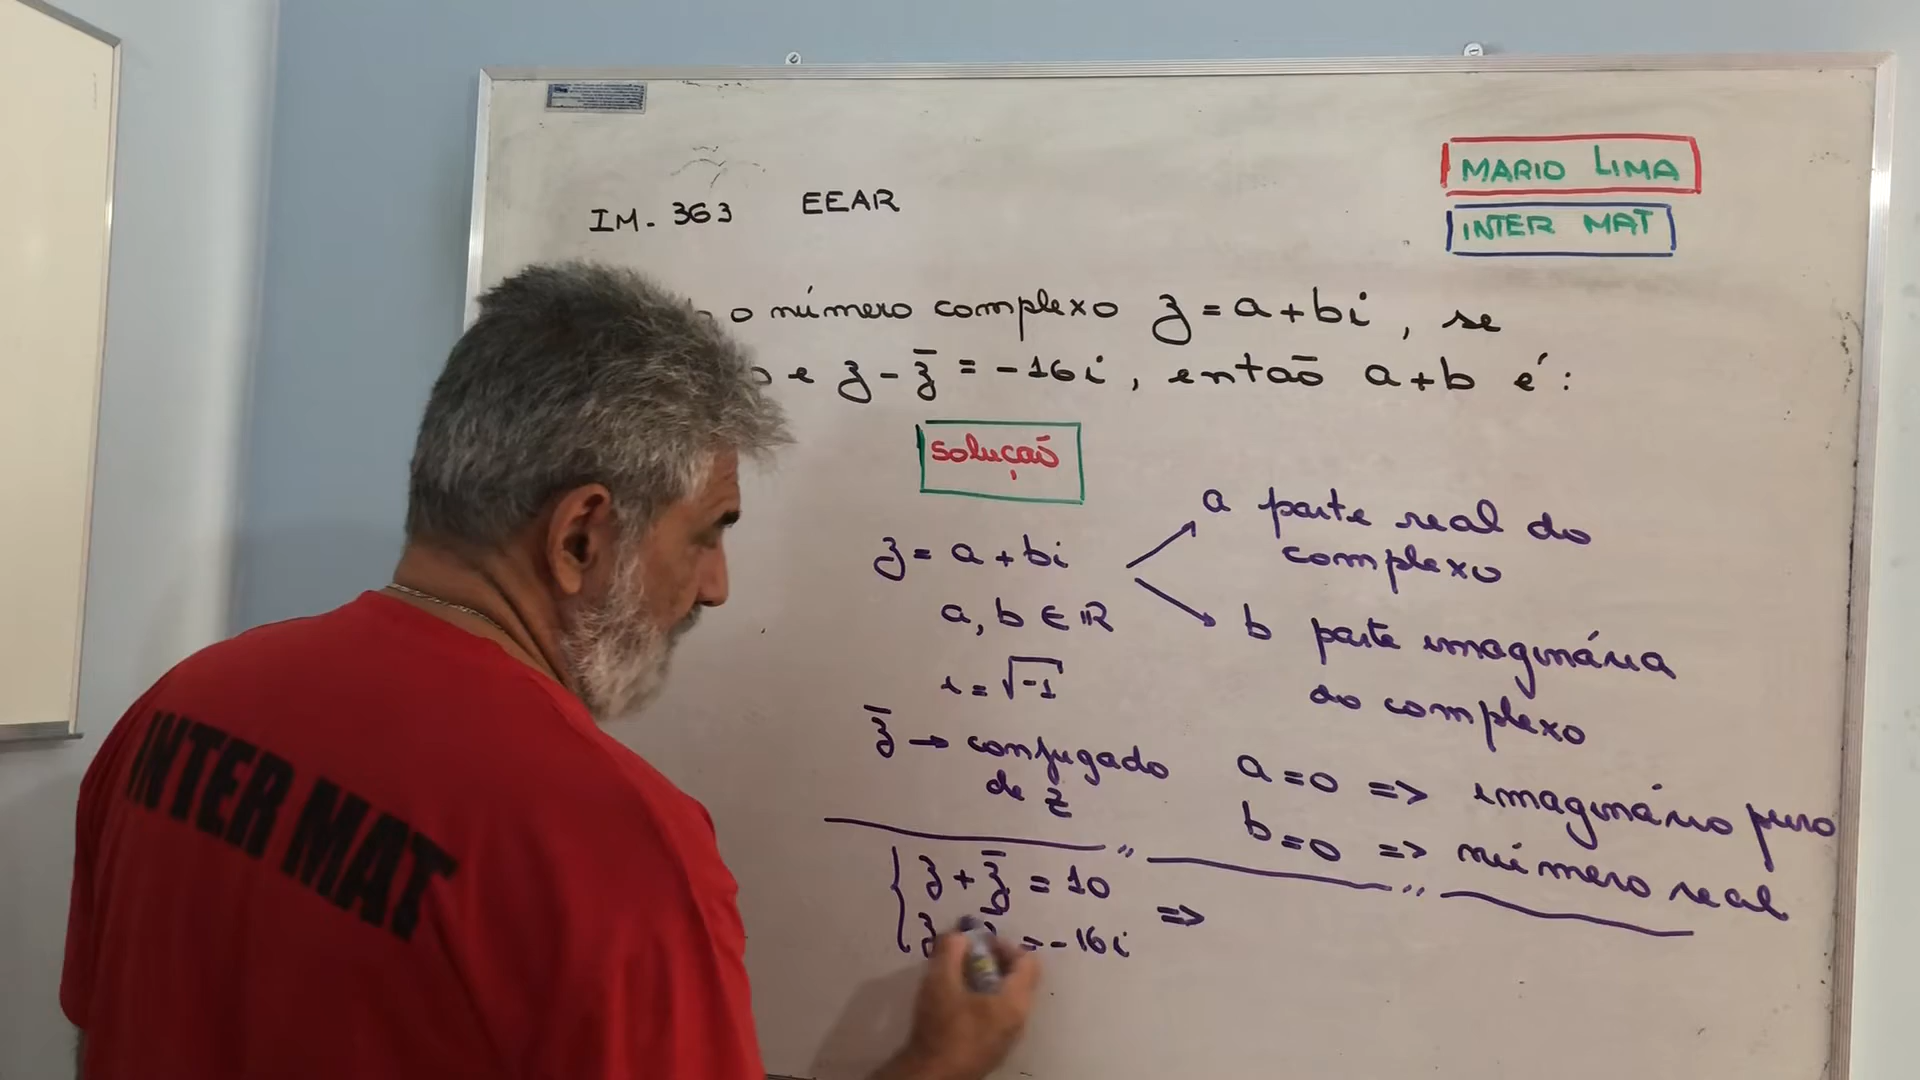 MARIO LIMA
INTER MAT
IM. 363 EEAR
o número complexo z = a + bi, se
e z - z̄ = -16i, então a + b é:
solução
z = a + bi
a, b ∈ ℝ
i = √-1
z̄ → conjugado
de z
a parte real do
complexo
b parte imaginária
do complexo
a = 0 => imaginário puro
b = 0 => número real
z + z̄ = 10 =>
z = -16i
INTER MAT